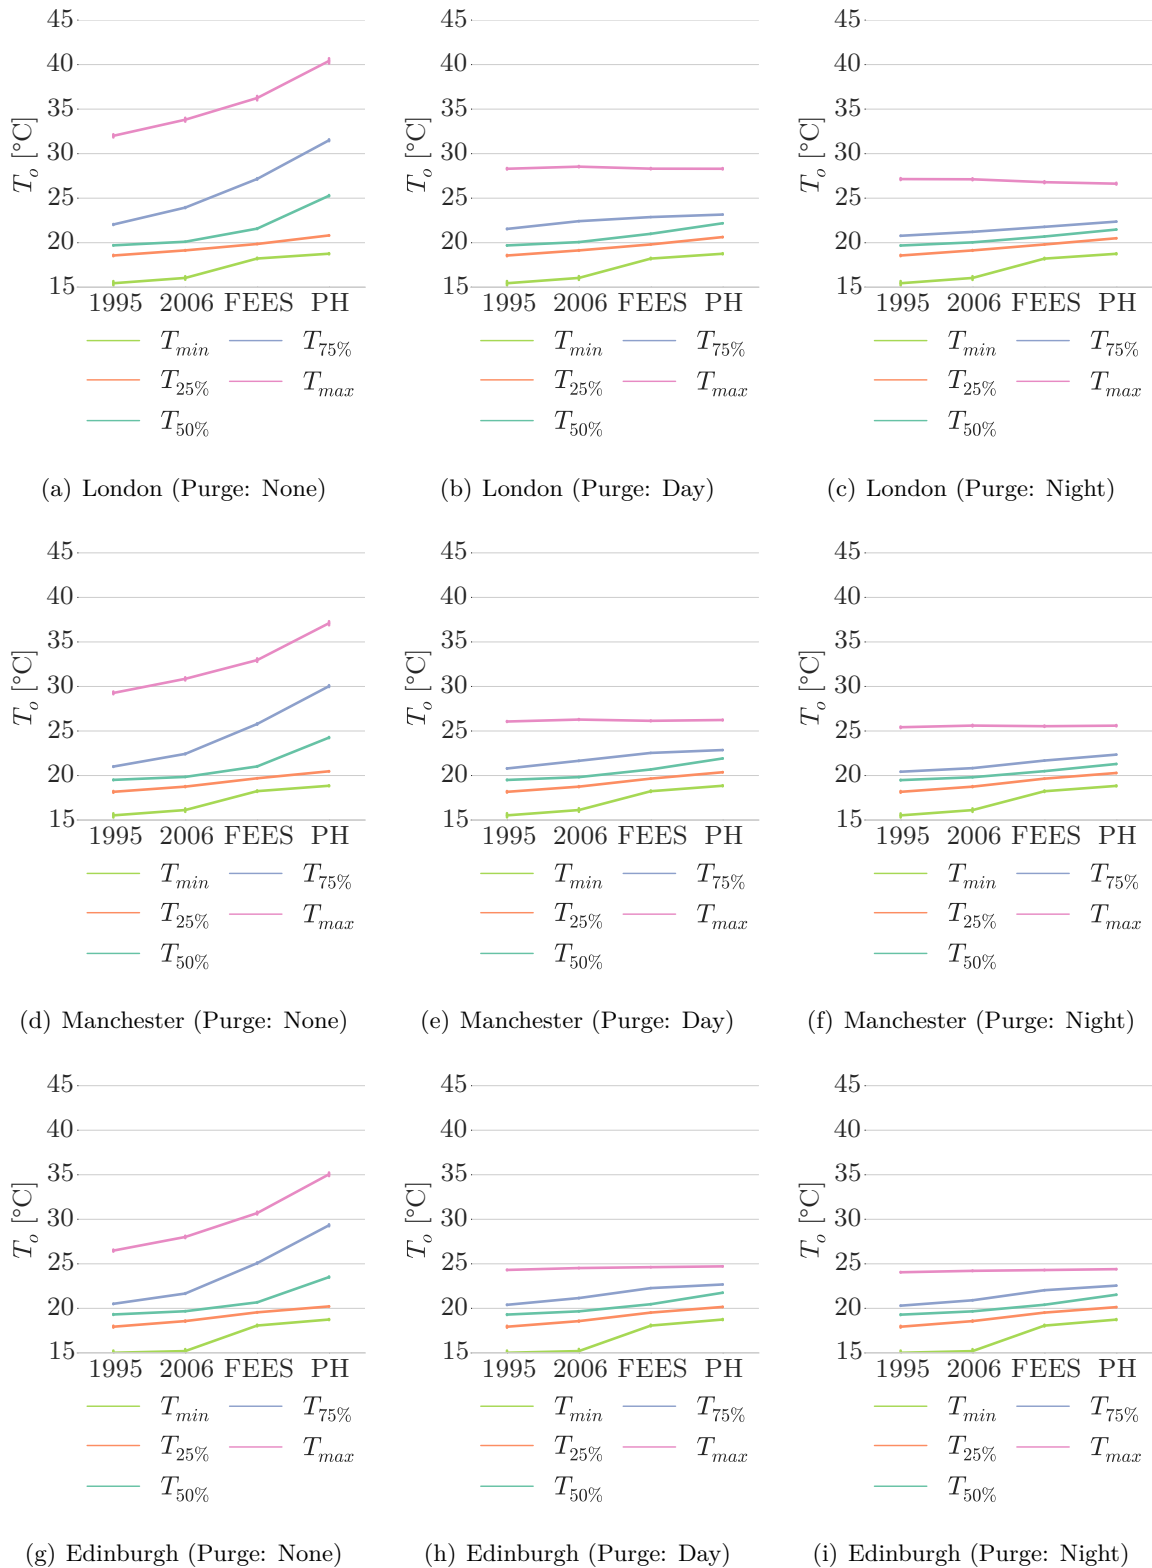 45
40
35
30
25
20
15
T_o [°C]
1995 2006 FEES PH
T_min T_75%
T_25% T_max
T_50%
(a) London (Purge: None)
45
40
35
30
25
20
15
T_o [°C]
1995 2006 FEES PH
T_min T_75%
T_25% T_max
T_50%
(b) London (Purge: Day)
45
40
35
30
25
20
15
T_o [°C]
1995 2006 FEES PH
T_min T_75%
T_25% T_max
T_50%
(c) London (Purge: Night)
45
40
35
30
25
20
15
T_o [°C]
1995 2006 FEES PH
T_min T_75%
T_25% T_max
T_50%
(d) Manchester (Purge: None)
45
40
35
30
25
20
15
T_o [°C]
1995 2006 FEES PH
T_min T_75%
T_25% T_max
T_50%
(e) Manchester (Purge: Day)
45
40
35
30
25
20
15
T_o [°C]
1995 2006 FEES PH
T_min T_75%
T_25% T_max
T_50%
(f) Manchester (Purge: Night)
45
40
35
30
25
20
15
T_o [°C]
1995 2006 FEES PH
T_min T_75%
T_25% T_max
T_50%
(g) Edinburgh (Purge: None)
45
40
35
30
25
20
15
T_o [°C]
1995 2006 FEES PH
T_min T_75%
T_25% T_max
T_50%
(h) Edinburgh (Purge: Day)
45
40
35
30
25
20
15
T_o [°C]
1995 2006 FEES PH
T_min T_75%
T_25% T_max
T_50%
(i) Edinburgh (Purge: Night)